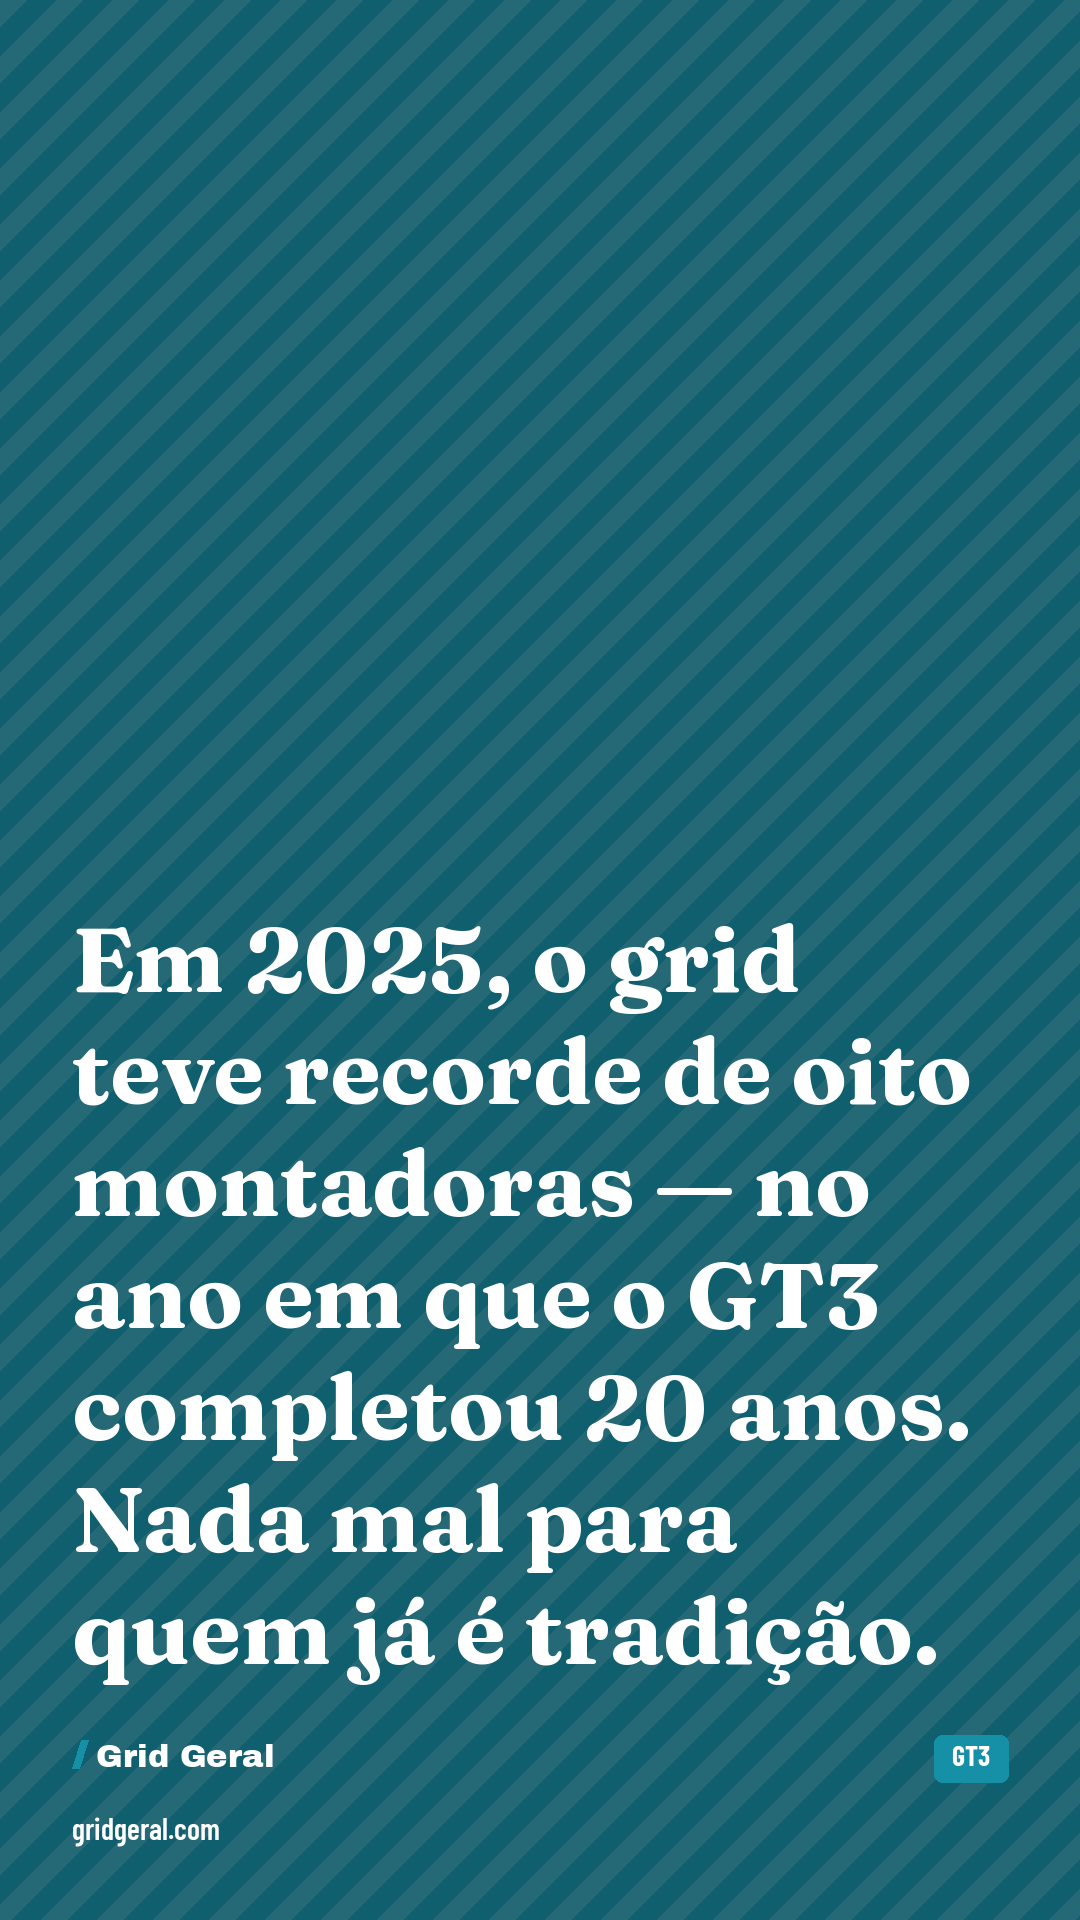 Em 2025, o grid
teve recorde de oito
montadoras — no
ano em que o GT3
completou 20 anos.
Nada mal para
quem já é tradição.
/ Grid Geral
GT3
gridgeral.com